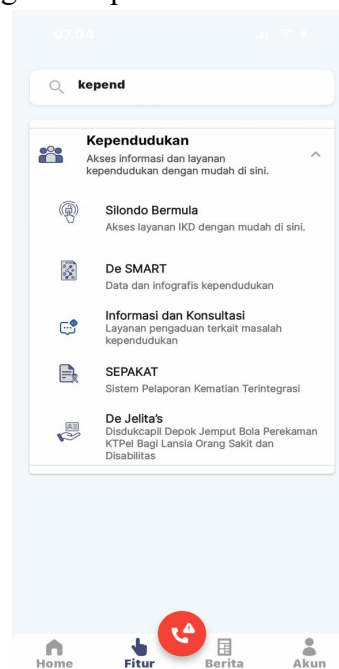 07.04
kepend
Kependudukan
Akses informasi dan layanan
kependudukan dengan mudah di sini.
Silondo Bermula
Akses layanan IKD dengan mudah di sini.
De SMART
Data dan infografis kependudukan
Informasi dan Konsultasi
Layanan pengaduan terkait masalah
kependudukan
SEPAKAT
Sistem Pelaporan Kematian Terintegrasi
De Jelita's
Disdukcapil Depok Jemput Bola Perekaman
KTPel Bagi Lansia Orang Sakit dan
Disabilitas
Home Fitur Berita Akun